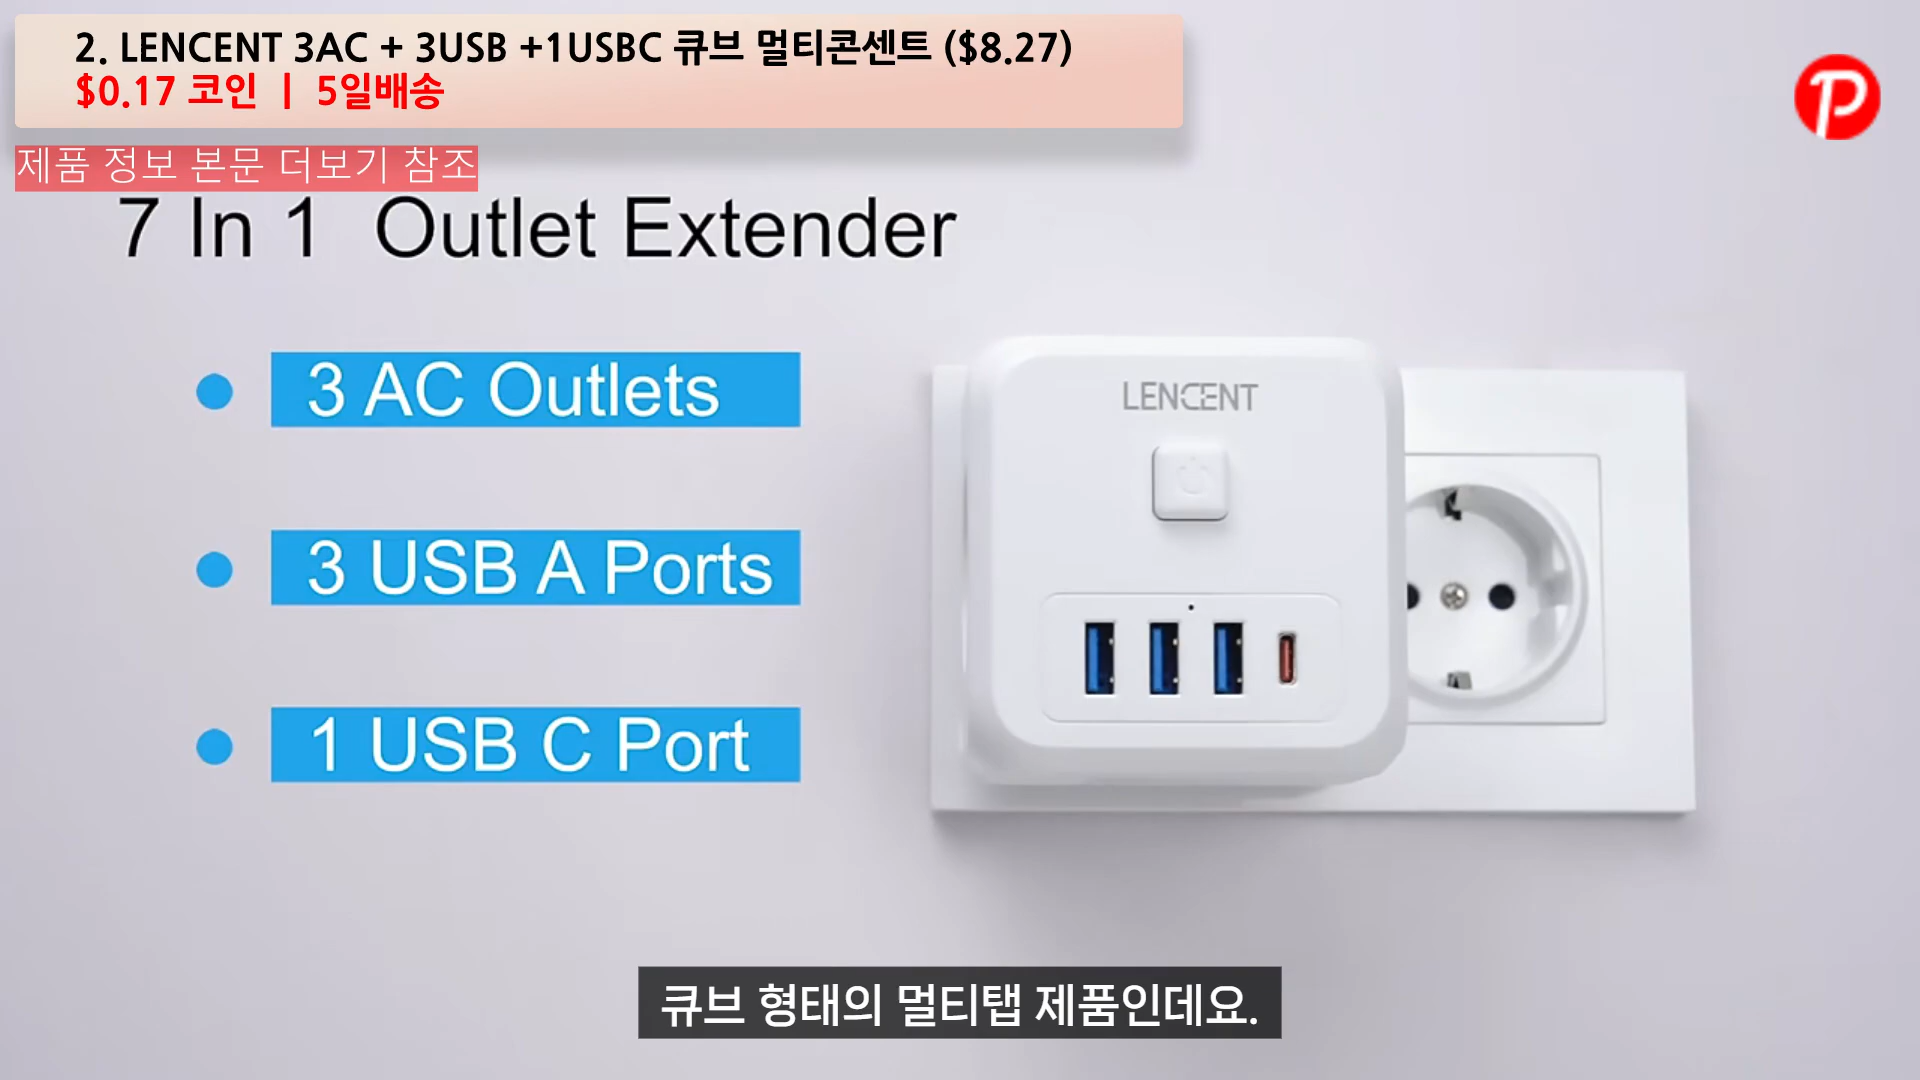 2. LENCENT 3AC + 3USB +1USBC 큐브 멀티콘센트 ($8.27)
$0.17 코인 | 5일배송
제품 정보 본문 더보기 참조
7 In 1 Outlet Extender
3 AC Outlets
3 USB A Ports
1 USB C Port
LENCENT
큐브 형태의 멀티탭 제품인데요.